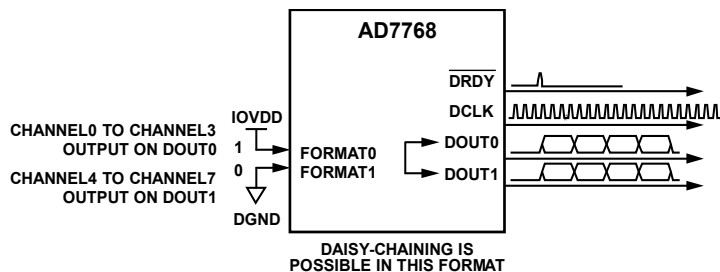 AD7768
DRDY
DCLK
IOVDD
CHANNEL0 TO CHANNEL3
OUTPUT ON DOUT0
1
0
CHANNEL4 TO CHANNEL7
OUTPUT ON DOUT1
DGND
FORMAT0
FORMAT1
DOUT0
DOUT1
DAISY-CHAINING IS
POSSIBLE IN THIS FORMAT